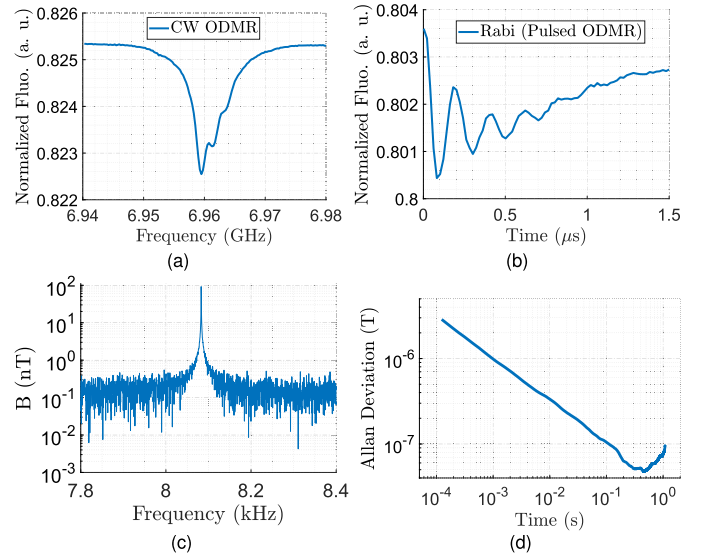 CW ODMR
Normalized Fluo. (a. u.)
0.826
0.825
0.824
0.823
0.822
6.94 6.95 6.96 6.97 6.98
Frequency (GHz)
(a)
Rabi (Pulsed ODMR)
Normalized Fluo. (a. u.)
0.804
0.803
0.802
0.801
0.8
0 0.5 1 1.5
Time (μs)
(b)
B (nT)
10^2
10^1
10^0
10^-1
10^-2
10^-3
7.8 8 8.2 8.4
Frequency (kHz)
(c)
Allan Deviation (T)
10^-6
10^-7
10^-4 10^-3 10^-2 10^-1 10^0
Time (s)
(d)